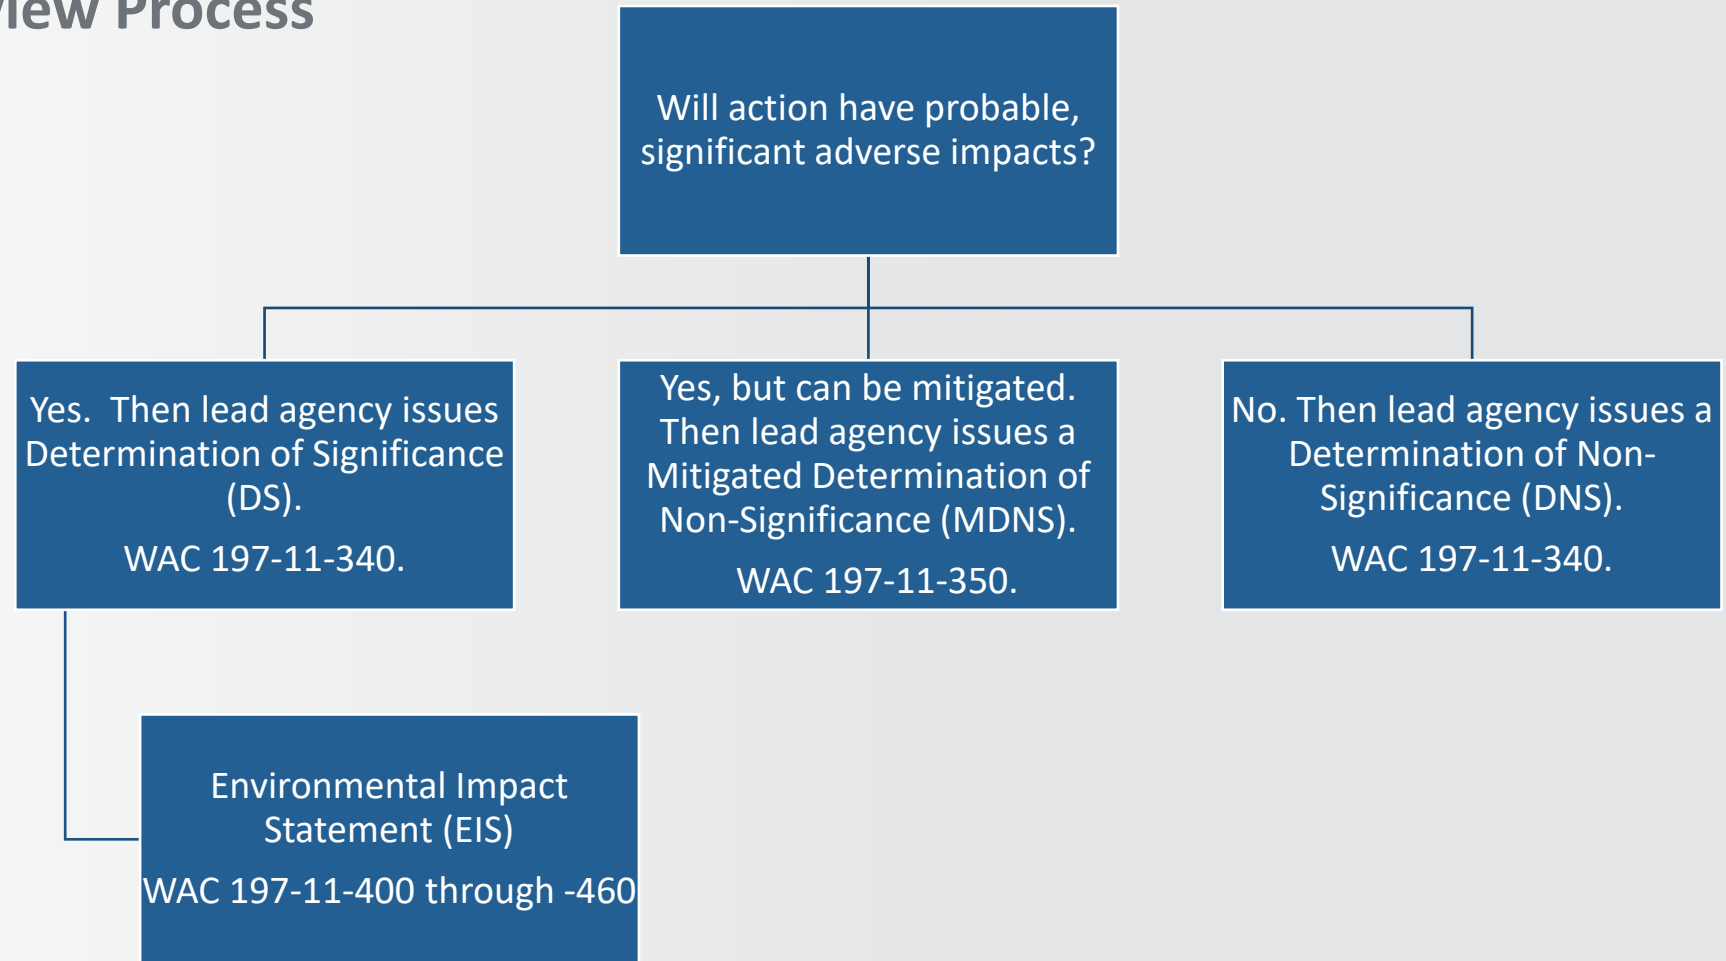 Process
Will action have probable,
significant adverse impacts?
Yes.  Then lead agency issues
Determination of Significance
(DS).
WAC 197-11-340.
Yes, but can be mitigated.
Then lead agency issues a
Mitigated Determination of
Non-Significance (MDNS).
WAC 197-11-350.
No. Then lead agency issues a
Determination of Non-
Significance (DNS).
WAC 197-11-340.
Environmental Impact
Statement (EIS)
WAC 197-11-400 through -460